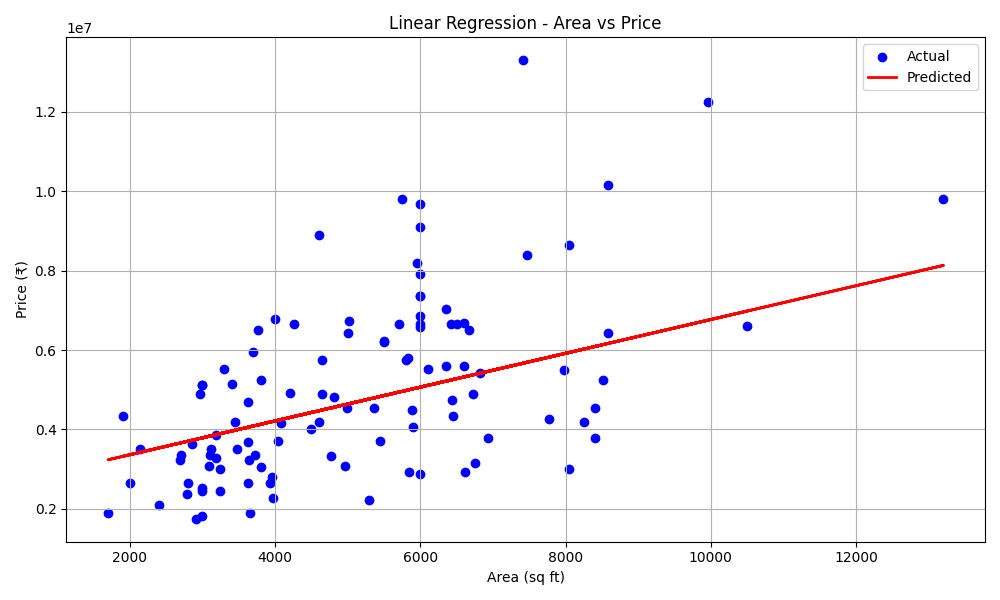 Linear Regression - Area vs Price
1e7
Actual
Predicted
1.2
1.0
0.8
0.6
0.4
0.2
Price (₹)
2000 4000 6000 8000 10000 12000
Area (sq ft)